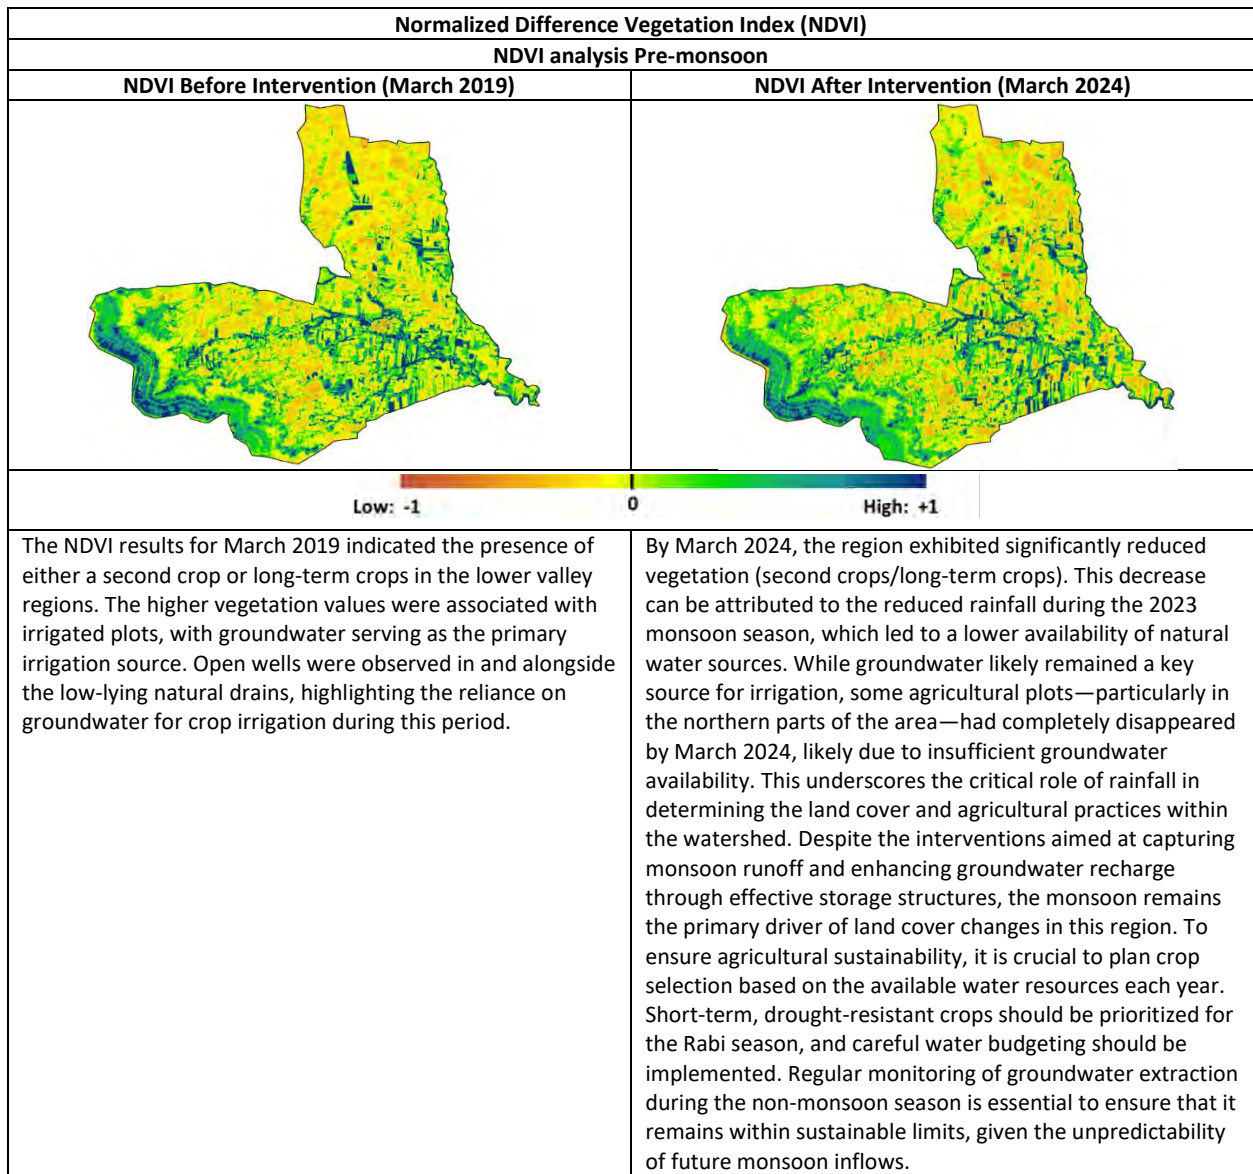 Normalized Difference Vegetation Index (NDVI)
NDVI analysis Pre-monsoon
NDVI Before Intervention (March 2019)
NDVI After Intervention (March 2024)
Low: -1
0
High: +1
The NDVI results for March 2019 indicated the presence of
either a second crop or long-term crops in the lower valley
regions. The higher vegetation values were associated with
irrigated plots, with groundwater serving as the primary
irrigation source. Open wells were observed in and alongside
the low-lying natural drains, highlighting the reliance on
groundwater for crop irrigation during this period.
By March 2024, the region exhibited significantly reduced
vegetation (second crops/long-term crops). This decrease
can be attributed to the reduced rainfall during the 2023
monsoon season, which led to a lower availability of natural
water sources. While groundwater likely remained a key
source for irrigation, some agricultural plots—particularly in
the northern parts of the area—had completely disappeared
by March 2024, likely due to insufficient groundwater
availability. This underscores the critical role of rainfall in
determining the land cover and agricultural practices within
the watershed. Despite the interventions aimed at capturing
monsoon runoff and enhancing groundwater recharge
through effective storage structures, the monsoon remains
the primary driver of land cover changes in this region. To
ensure agricultural sustainability, it is crucial to plan crop
selection based on the available water resources each year.
Short-term, drought-resistant crops should be prioritized for
the Rabi season, and careful water budgeting should be
implemented. Regular monitoring of groundwater extraction
during the non-monsoon season is essential to ensure that it
remains within sustainable limits, given the unpredictability
of future monsoon inflows.